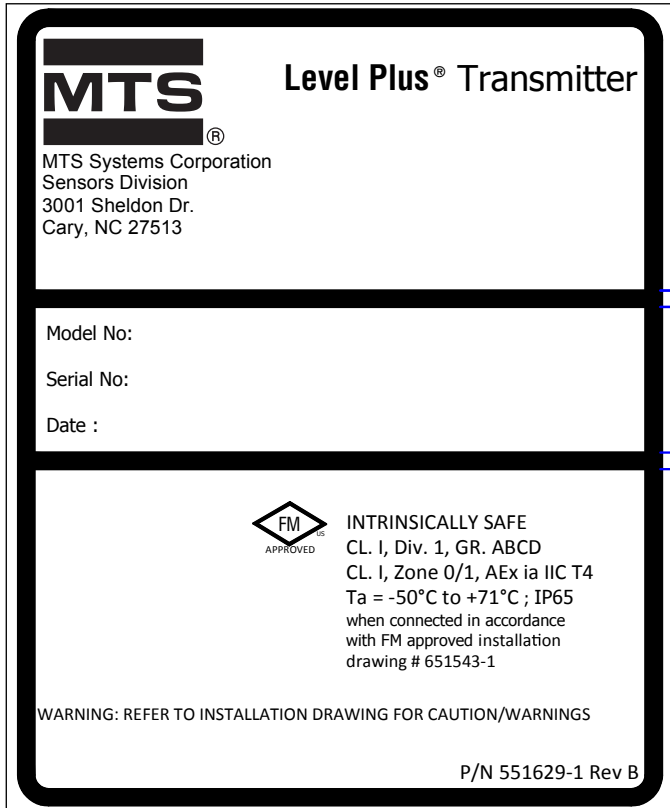 MTS®
Level Plus® Transmitter
MTS Systems Corporation
Sensors Division
3001 Sheldon Dr.
Cary, NC 27513
Model No:
Serial No:
Date :
FM
US
APPROVED
INTRINSICALLY SAFE
CL. I, Div. 1, GR. ABCD
CL. I, Zone 0/1, AEx ia IIC T4
Ta = -50°C to +71°C ; IP65
when connected in accordance
with FM approved installation
drawing # 651543-1
WARNING: REFER TO INSTALLATION DRAWING FOR CAUTION/WARNINGS
P/N 551629-1 Rev B